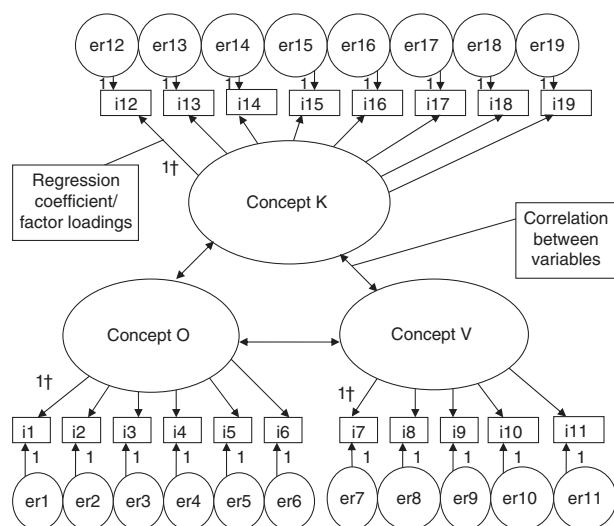 er12 er13 er14 er15 er16 er17 er18 er19
1 1 1 1 1 1 1 1
i12 i13 i14 i15 i16 i17 i18 i19
1†
Regression
coefficient/
factor loadings
Concept K
Correlation
between
variables
Concept O
Concept V
1†
1†
i1 i2 i3 i4 i5 i6 i7 i8 i9 i10 i11
1 1 1 1 1 1 1 1 1 1 1
er1 er2 er3 er4 er5 er6 er7 er8 er9 er10 er11